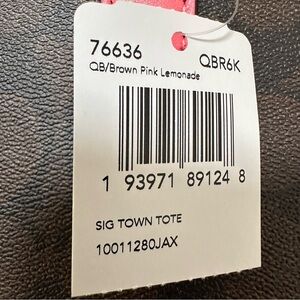 76636 QBR6K
QB/Brown Pink Lemonade
1 93971 89124 8
SIG TOWN TOTE
10011280JAX